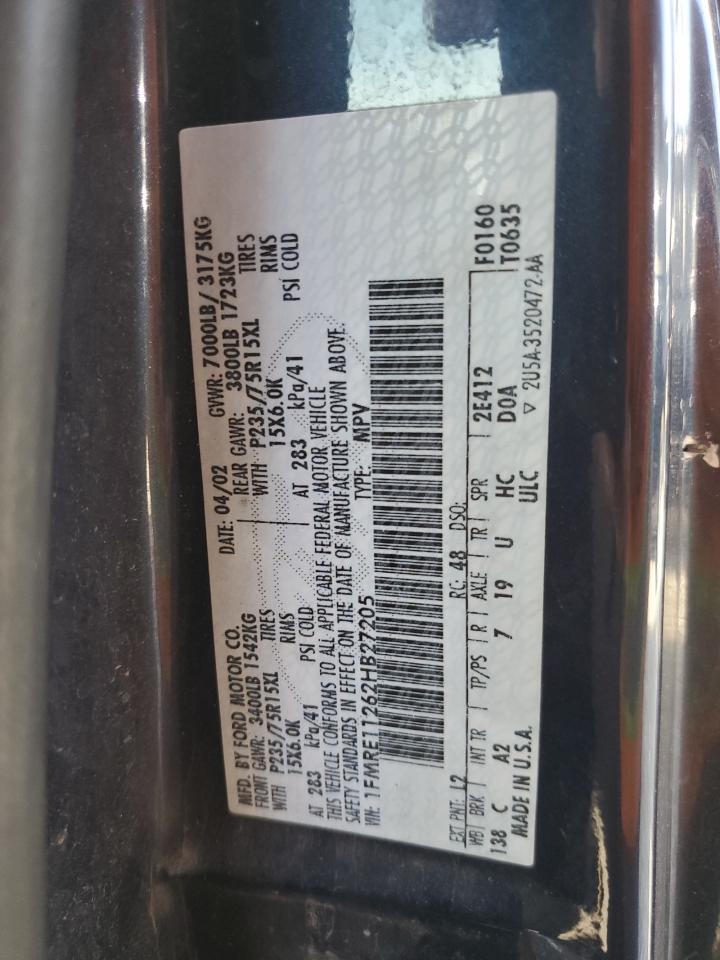 MFD. BY FORD MOTOR CO. DATE: 04/02 GVWR: 7000LB/ 3175KG
FRONT GAWR: 3400LB 1542KG REAR GAWR: 3800LB 1723KG
WITH P235/75R15XL TIRES WITH P235/75R15XL TIRES
15X6.0K RIMS 15X6.0K RIMS
AT 283 kPa/41 PSI COLD AT 283 kPa/41 PSI COLD
THIS VEHICLE CONFORMS TO ALL APPLICABLE FEDERAL MOTOR VEHICLE
SAFETY STANDARDS IN EFFECT ON THE DATE OF MANUFACTURE SHOWN ABOVE.
VIN: 1FMRE11262HB27205 TYPE: MPV
EXT PNT: L2 RC: 48 DSO:
WB BRK INT TR TP/PS R AXLE TR SPR 2E412 F0160
138 C A2 7 19 U HC DOA T0635
MADE IN U.S.A. ULC ▽ 2U5A-3520472-AA